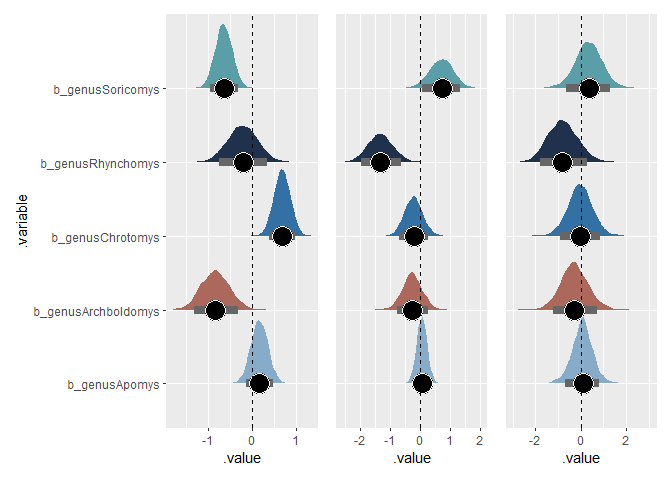 b_genusSoricomys
b_genusRhynchomys
b_genusChrotomys
b_genusArchboldomys
b_genusApomys
.variable
-1 0 1
-2 -1 0 1 2
-2 0 2
.value .value .value